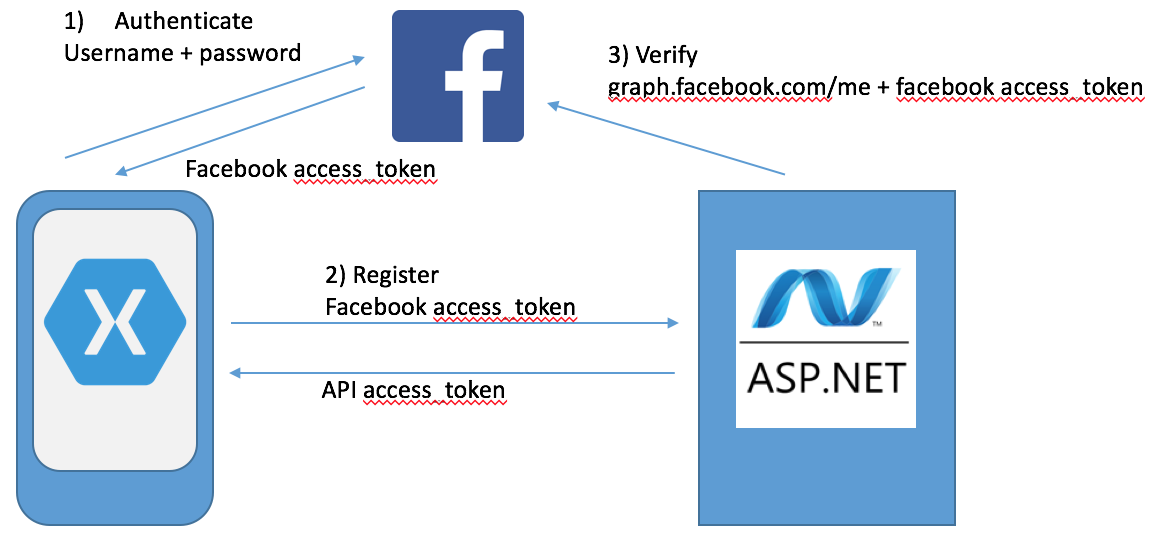 1) Authenticate
Username + password
3) Verify
graph.facebook.com/me + facebook access_token
Facebook access_token
2) Register
Facebook access_token
API access_token
f
X
TM
ASP.NET